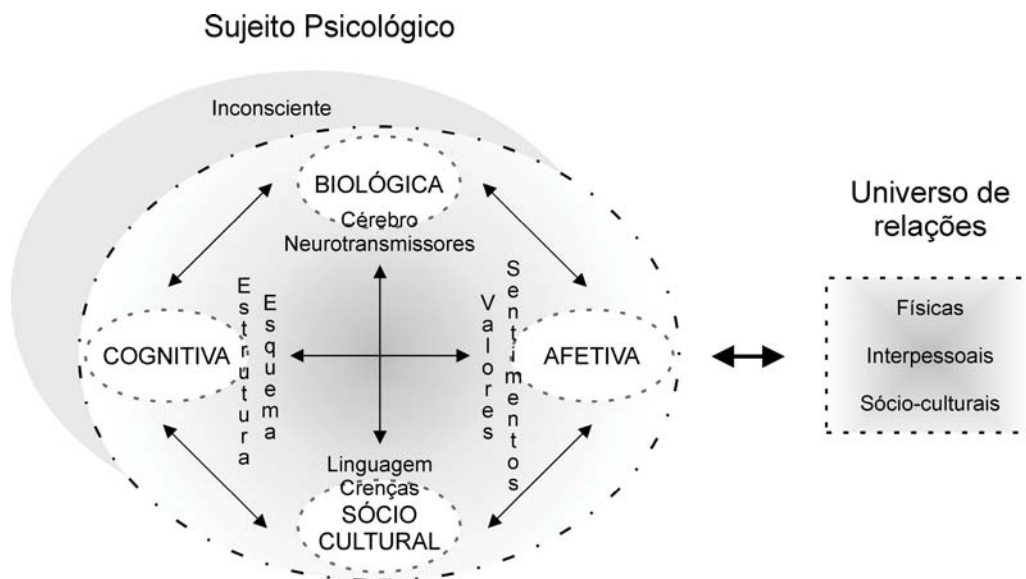 Sujeito Psicológico
Inconsciente
BIOLÓGICA
Cérebro
Neurotransmissores
COGNITIVA
Estrutura
Esquema
Valores
Sentimentos
AFETIVA
Linguagem
Crenças
SÓCIO
CULTURAL
Universo de
relações
Físicas
Interpessoais
Sócio-culturais